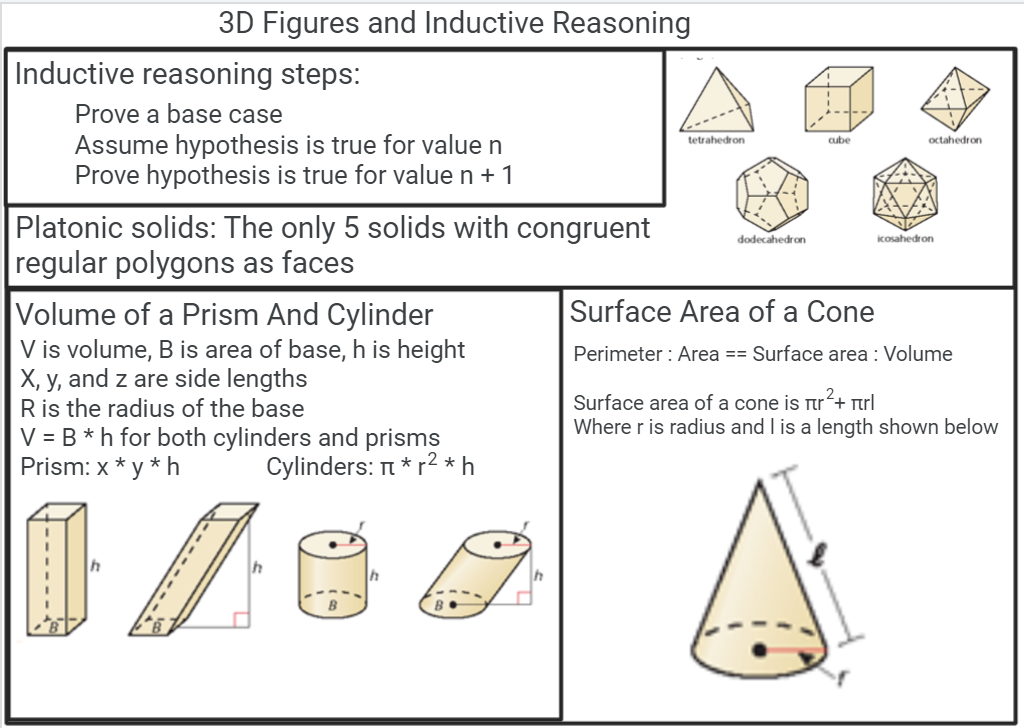 3D Figures and Inductive Reasoning
Inductive reasoning steps:
Prove a base case
Assume hypothesis is true for value n
Prove hypothesis is true for value n + 1
tetrahedron
cube
octahedron
dodecahedron
icosahedron
Platonic solids: The only 5 solids with congruent
regular polygons as faces
Volume of a Prism And Cylinder
V is volume, B is area of base, h is height
X, y, and z are side lengths
R is the radius of the base
V = B * h for both cylinders and prisms
Prism: x * y * h
Cylinders: π * r² * h
h
B
h
B
r
h
B
r
h
B
Surface Area of a Cone
Perimeter : Area == Surface area : Volume
Surface area of a cone is πr²+ πrl
Where r is radius and l is a length shown below
ℓ
r